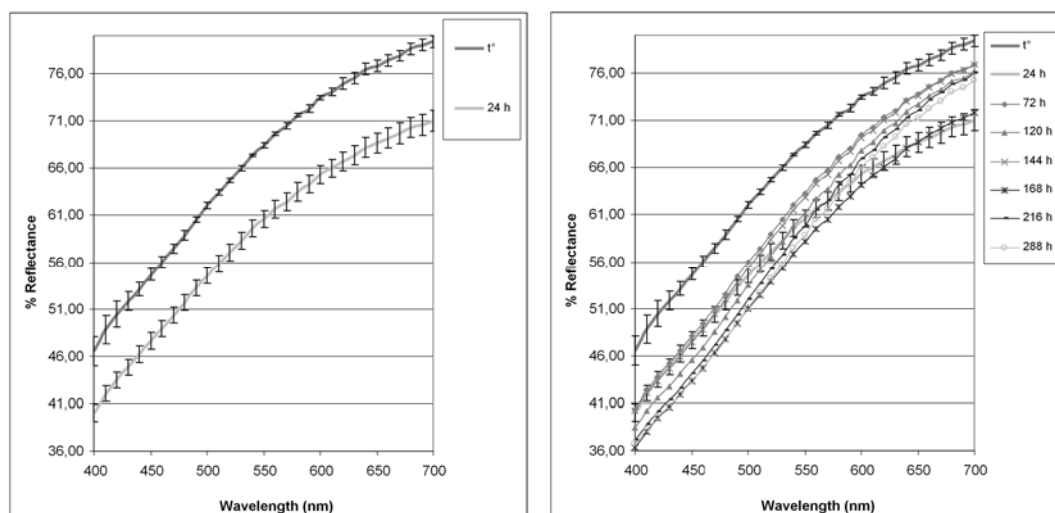 76,00
71,00
66,00
61,00
56,00
51,00
46,00
41,00
36,00
% Reflectance
400 450 500 550 600 650 700
Wavelength (nm)
t°
24 h
76,00
71,00
66,00
61,00
56,00
51,00
46,00
41,00
36,00
% Reflectance
400 450 500 550 600 650 700
Wavelength (nm)
t°
24 h
72 h
120 h
144 h
168 h
216 h
288 h